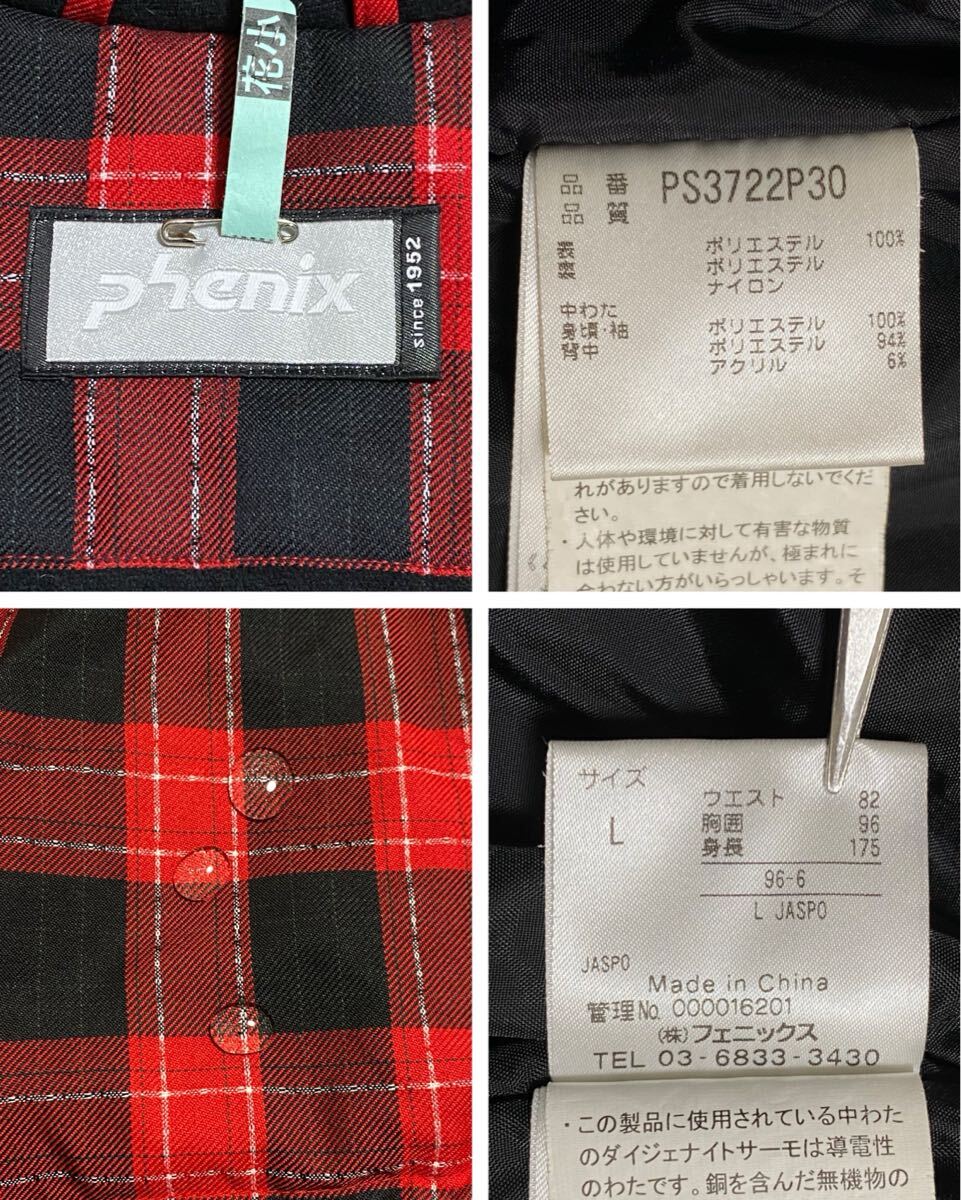 花小
phenix
since 1952
品番 PS3722P30
品質
ポリエステル 100%
ポリエステル
ナイロン
中わた
身頃・袖 ポリエステル 100%
背中 ポリエステル 94%
アクリル 6%
れがありますので着用しないでくだ
さい。
・人体や環境に対して有害な物質
は使用していませんが、極まれに
合わない方がいらっしゃいます。そ
サイズ
L
ウエスト 82
胸囲 96
身長 175
96-6
L JASPO
JASPO
Made in China
管理No. 000016201
(株)フェニックス
TEL 03-6833-3430
・この製品に使用されている中わた
のダイジェナイトサーモは導電性
のわたです。銅を含んだ無機物の